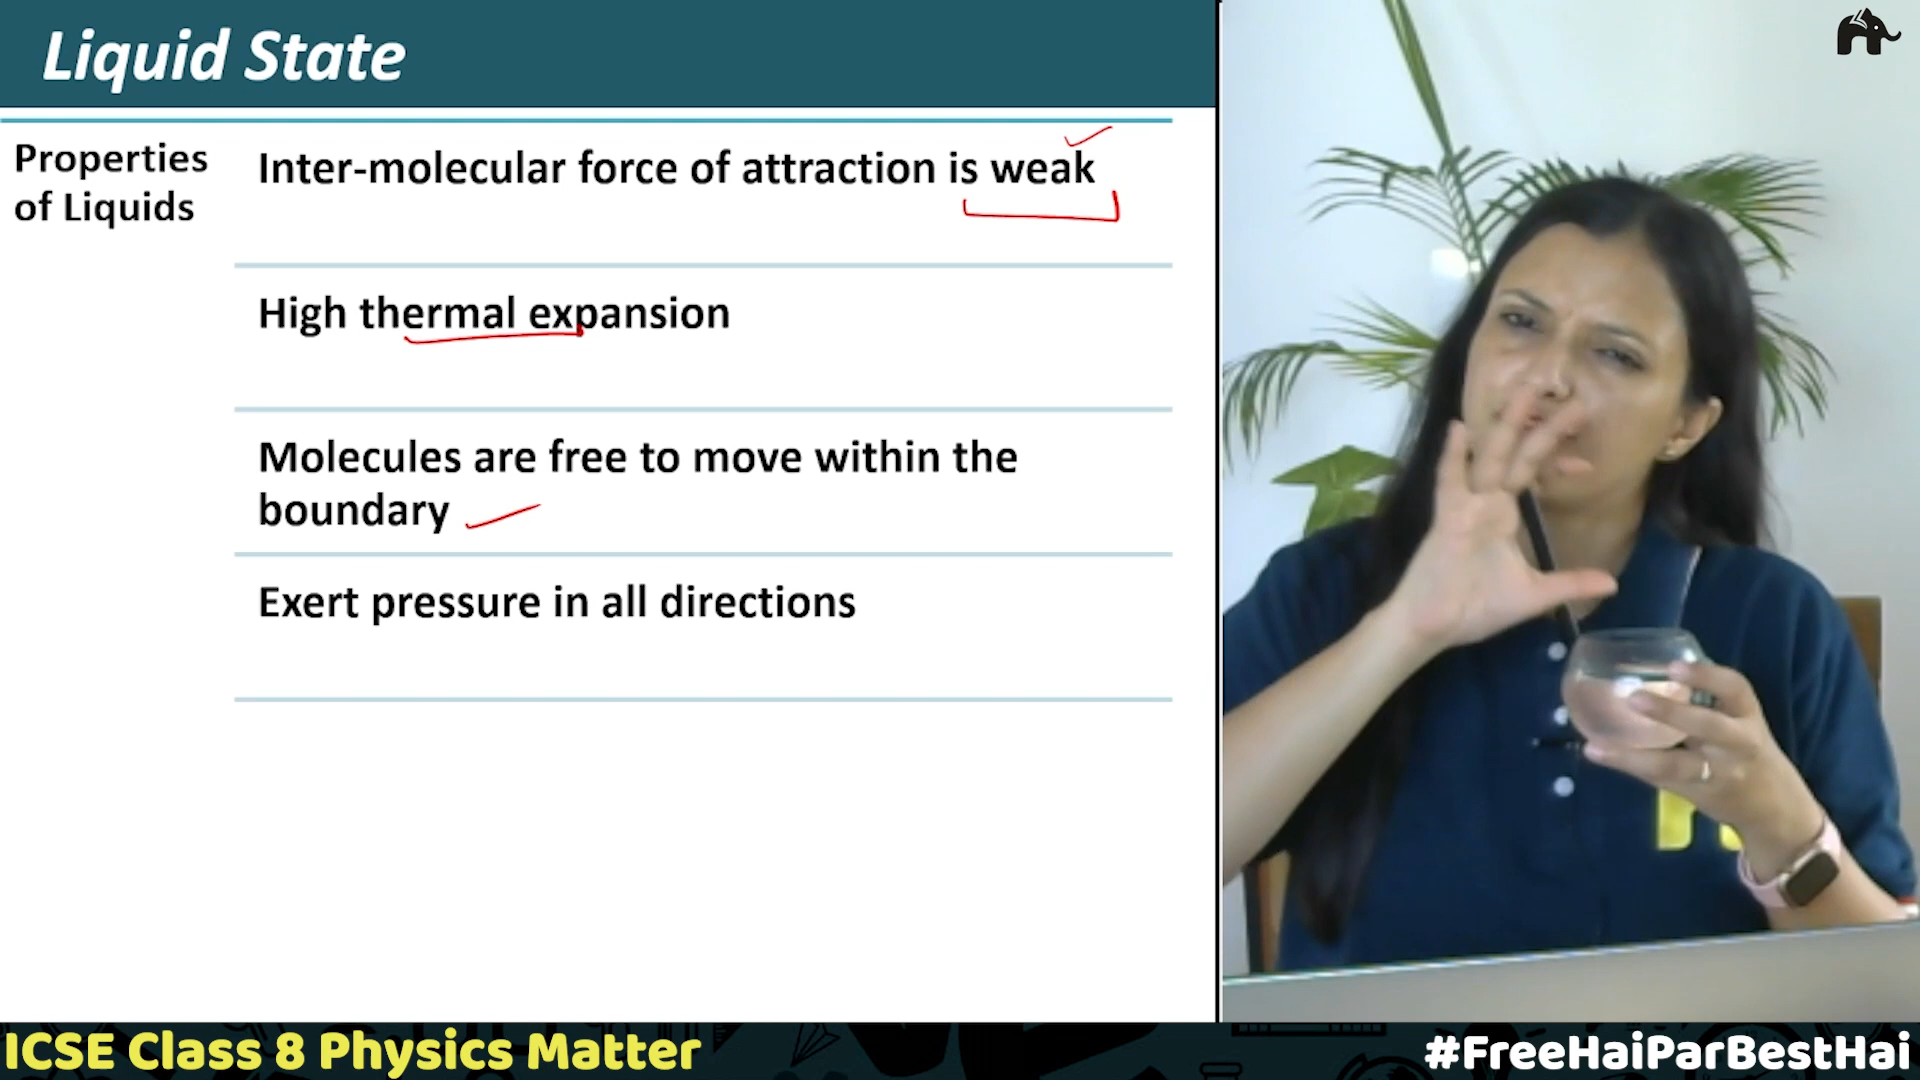 Liquid State
Properties
of Liquids
Inter-molecular force of attraction is weak
High thermal expansion
Molecules are free to move within the
boundary
Exert pressure in all directions
ICSE Class 8 Physics Matter
#FreeHaiParBestHai